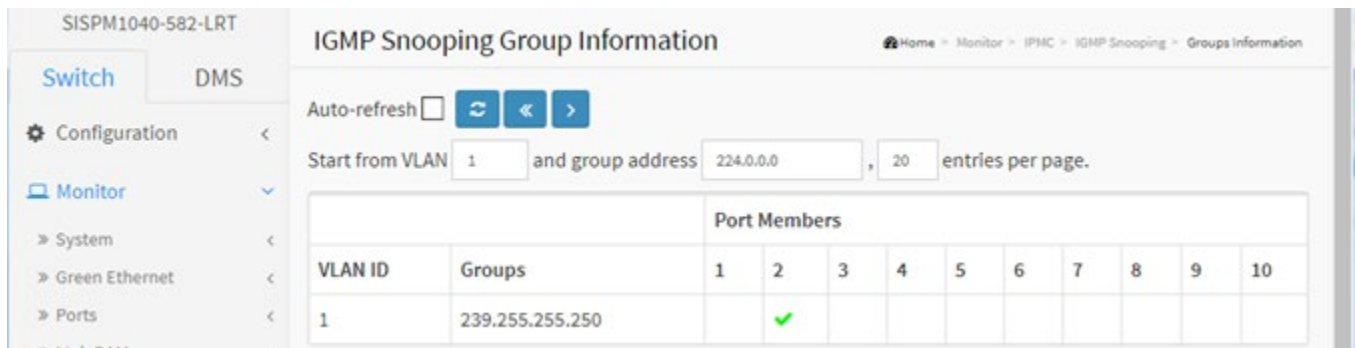 SISPM1040-582-LRT
Switch DMS
Configuration
Monitor
» System
» Green Ethernet
» Ports
IGMP Snooping Group Information
Home > Monitor > IPMC > IGMP Snooping > Groups Information
Auto-refresh
Start from VLAN 1 and group address 224.0.0.0 , 20 entries per page.
Port Members
VLAN ID Groups 1 2 3 4 5 6 7 8 9 10
1 239.255.255.250 ✔